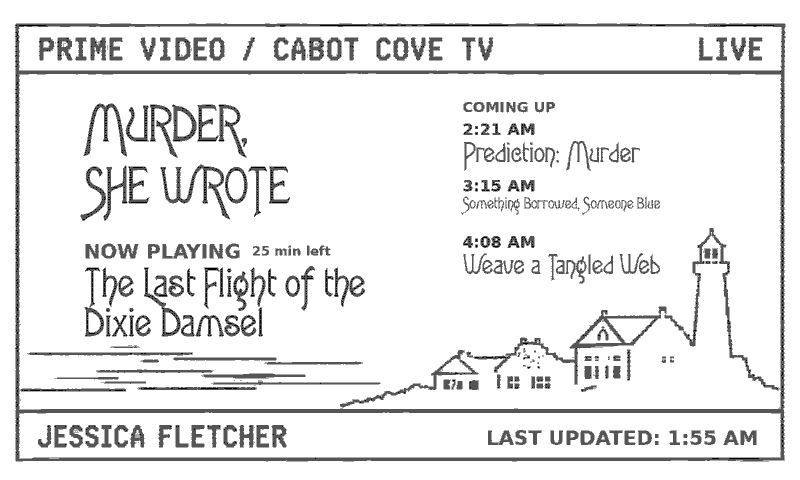 PRIME VIDEO / CABOT COVE TV
LIVE
MURDER,
SHE WROTE
NOW PLAYING 25 min left
The Last Flight of the
Dixie Damsel
COMING UP
2:21 AM
Prediction: Murder
3:15 AM
Something Borrowed, Someone Blue
4:08 AM
Weave a Tangled Web
JESSICA FLETCHER
LAST UPDATED: 1:55 AM